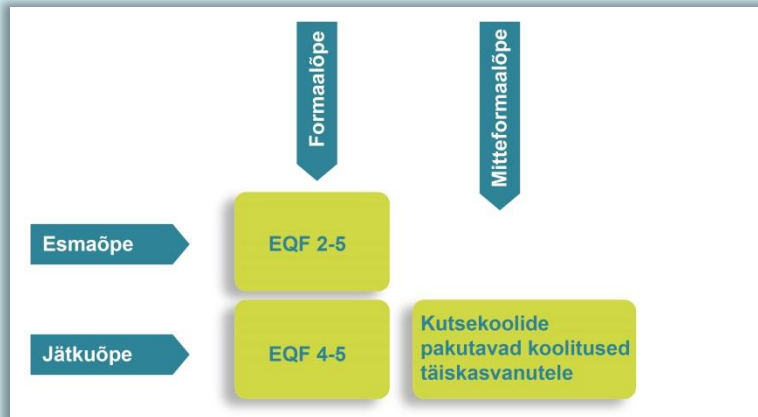 Formaalõpe
Mitteformaalõpe
Esmaõpe
EQF 2-5
Jätkuõpe
EQF 4-5
Kutsekoolide
pakutavad koolitused
täiskasvanutele